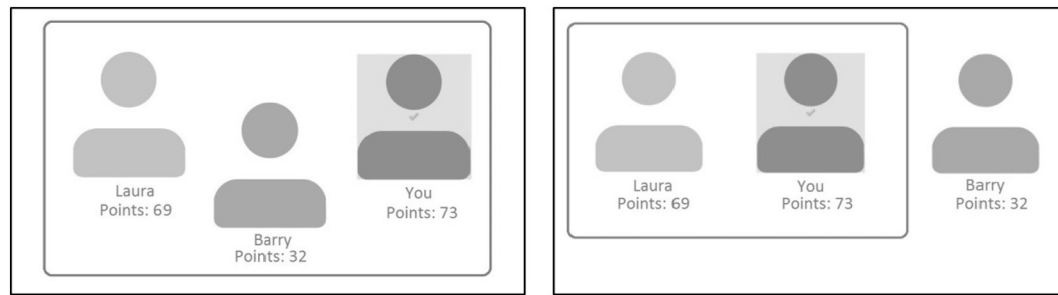 Laura
Points: 69
Barry
Points: 32
You
Points: 73
Laura
Points: 69
You
Points: 73
Barry
Points: 32